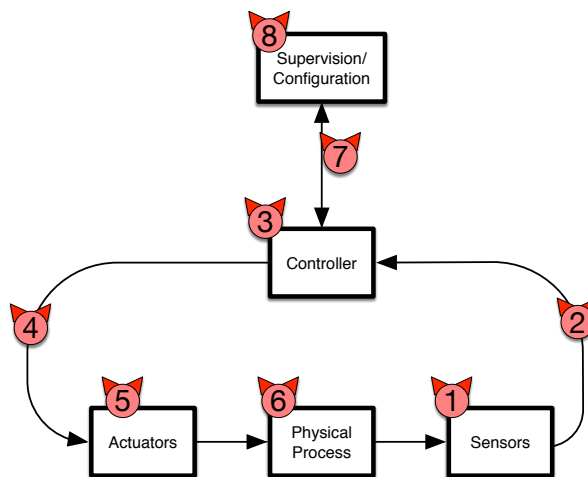 8
Supervision/
Configuration
7
3
Controller
4
2
5
Actuators
6
Physical
Process
1
Sensors